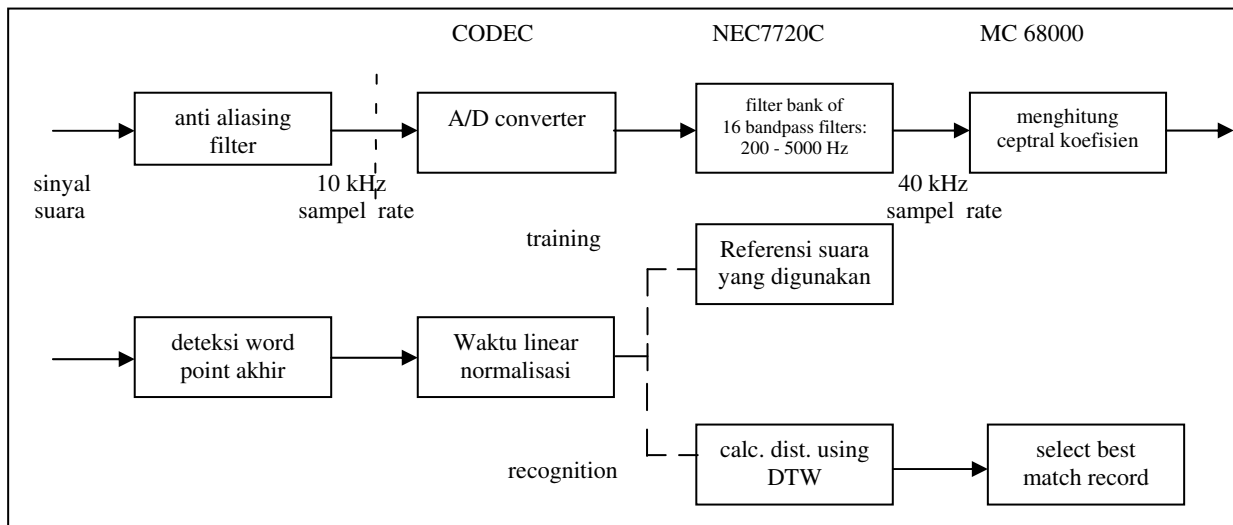 CODEC
NEC7720C
MC 68000
anti aliasing
filter
A/D converter
filter bank of
16 bandpass filters:
200 - 5000 Hz
menghitung
ceptral koefisien
sinyal
suara
10 kHz
sampel rate
40 kHz
sampel rate
training
Referensi suara
yang digunakan
deteksi word
point akhir
Waktu linear
normalisasi
recognition
calc. dist. using
DTW
select best
match record